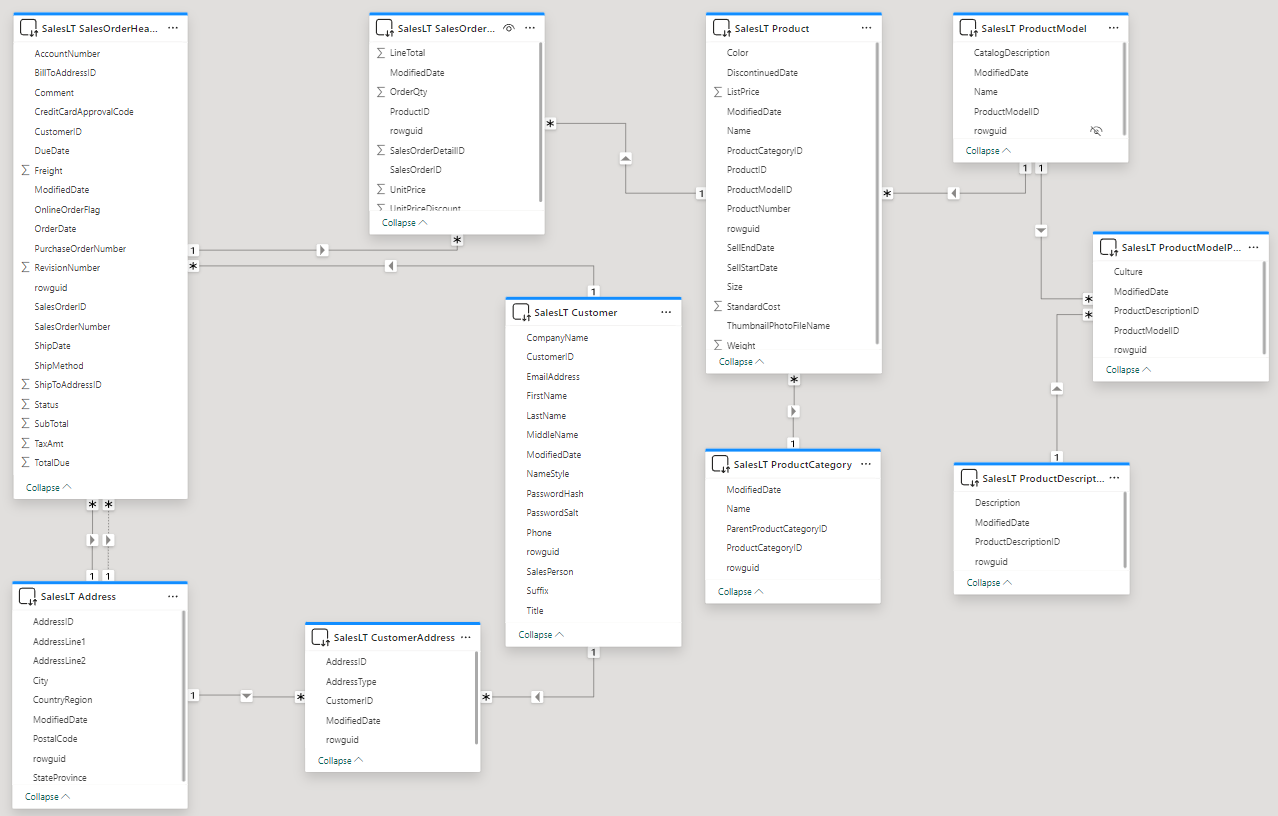 SalesLT SalesOrderHea... ...
AccountNumber
BillToAddressID
Comment
CreditCardApprovalCode
CustomerID
DueDate
Σ Freight
ModifiedDate
OnlineOrderFlag
OrderDate
PurchaseOrderNumber
Σ RevisionNumber
rowguid
SalesOrderID
SalesOrderNumber
ShipDate
ShipMethod
Σ ShipToAddressID
Σ Status
Σ SubTotal
Σ TaxAmt
Σ TotalDue
Collapse
1
*
*
*
1
1
SalesLT SalesOrder... ...
Σ LineTotal
ModifiedDate
Σ OrderQty
ProductID
rowguid
Σ SalesOrderDetailID
SalesOrderID
Σ UnitPrice
Σ UnitPriceDiscount
Collapse
*
*
1
SalesLT Product ...
Color
DiscontinuedDate
Σ ListPrice
ModifiedDate
Name
ProductCategoryID
ProductID
ProductModelID
ProductNumber
rowguid
SellEndDate
SellStartDate
Size
Σ StandardCost
ThumbnailPhotoFileName
Σ Weight
Collapse
*
*
1
SalesLT ProductModel ...
CatalogDescription
ModifiedDate
Name
ProductModelID
rowguid
Collapse
1
1
SalesLT ProductModelP... ...
Culture
ModifiedDate
ProductDescriptionID
ProductModelID
rowguid
Collapse
*
*
1
SalesLT Customer ...
CompanyName
CustomerID
EmailAddress
FirstName
LastName
MiddleName
ModifiedDate
NameStyle
PasswordHash
PasswordSalt
Phone
rowguid
SalesPerson
Suffix
Title
Collapse
1
1
SalesLT ProductCategory ...
ModifiedDate
Name
ParentProductCategoryID
ProductCategoryID
rowguid
Collapse
SalesLT ProductDescript... ...
Description
ModifiedDate
ProductDescriptionID
rowguid
Collapse
1
SalesLT Address ...
AddressID
AddressLine1
AddressLine2
City
CountryRegion
ModifiedDate
PostalCode
rowguid
StateProvince
Collapse
1
*
*
SalesLT CustomerAddress ...
AddressID
AddressType
CustomerID
ModifiedDate
rowguid
Collapse